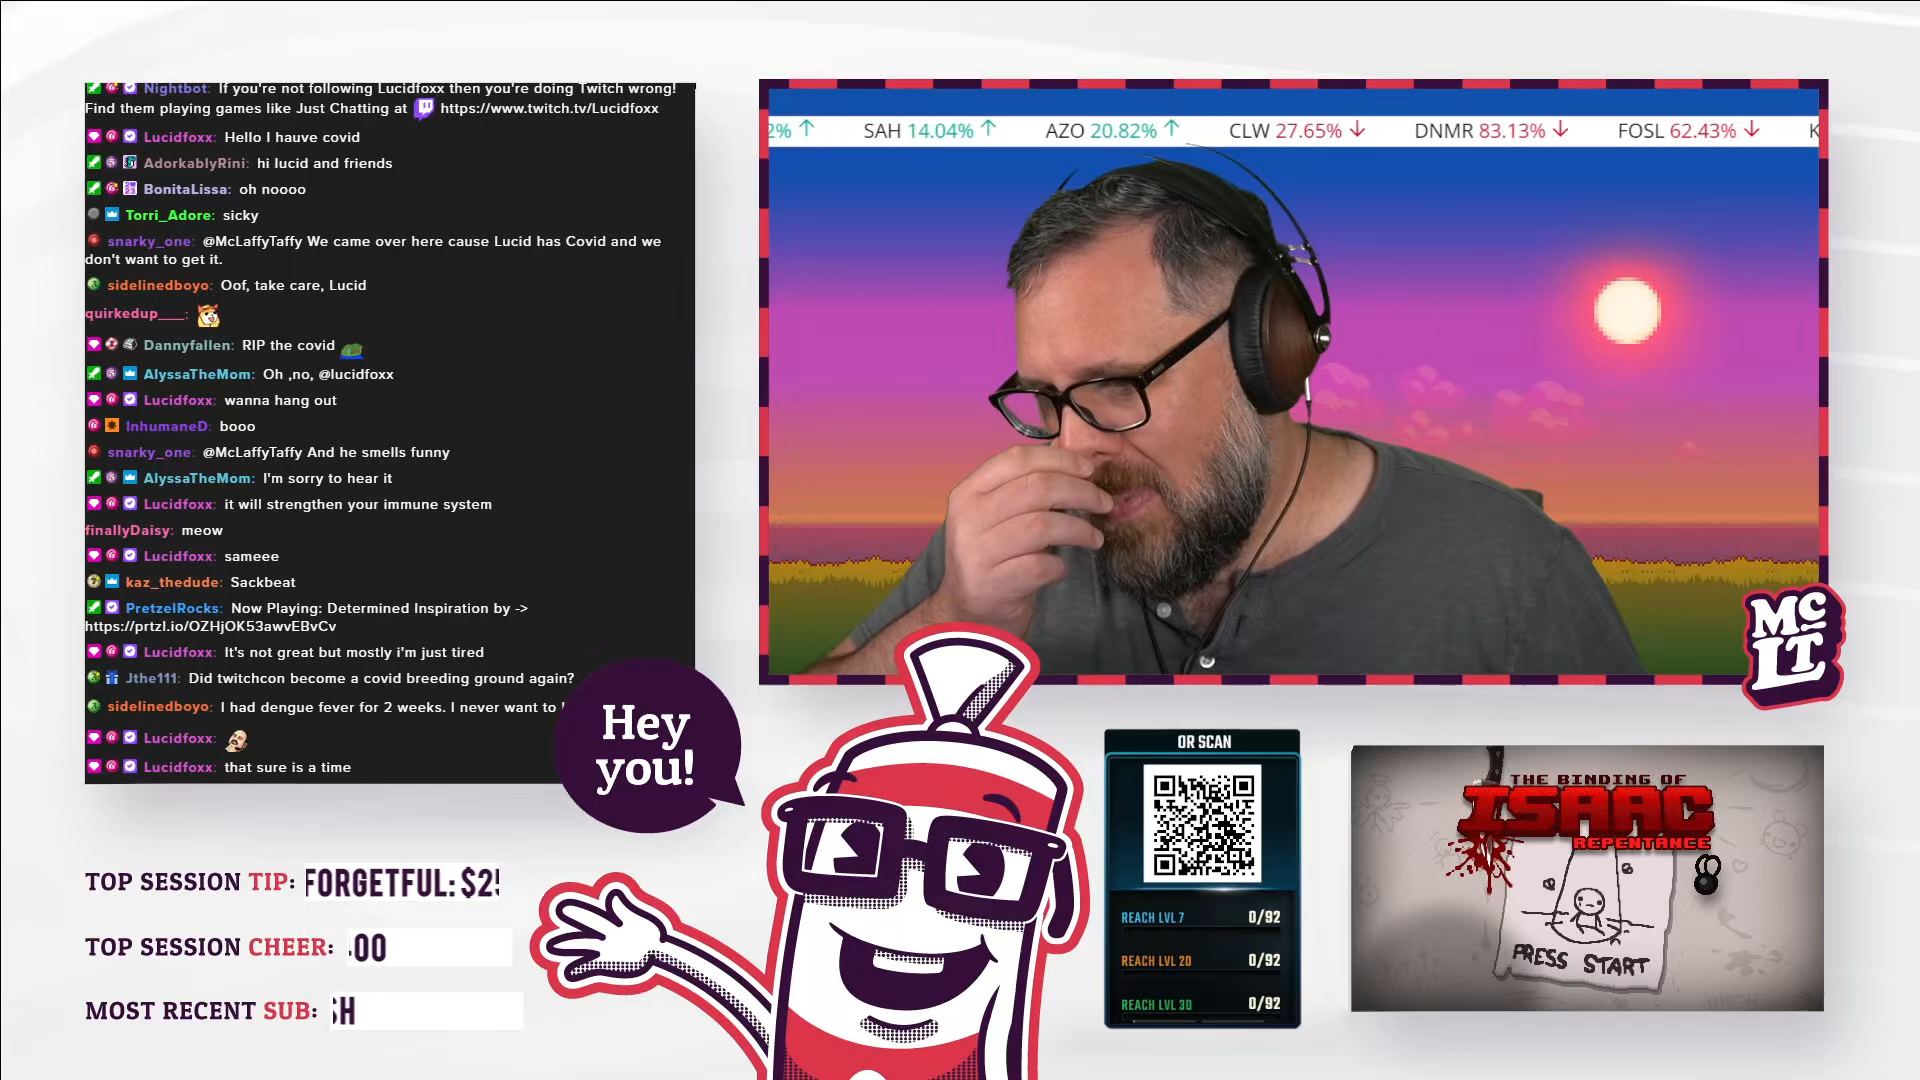 Nightbot: If you're not following Lucidfoxx then you're doing Twitch wrong!
Find them playing games like Just Chatting at https://www.twitch.tv/Lucidfoxx
Lucidfoxx: Hello I hauve covid
AdorkablyRini: hi lucid and friends
BonitaLissa: oh noooo
Torri_Adore: sicky
snarky_one: @McLaffyTaffy We came over here cause Lucid has Covid and we
don't want to get it.
sidelinedboyo: Oof, take care, Lucid
quirkedup____:
Dannyfallen: RIP the covid
AlyssaTheMom: Oh ,no, @lucidfoxx
Lucidfoxx: wanna hang out
InhumaneD: booo
snarky_one: @McLaffyTaffy And he smells funny
AlyssaTheMom: I'm sorry to hear it
Lucidfoxx: it will strengthen your immune system
finallyDaisy: meow
Lucidfoxx: sameee
kaz_thedude: Sackbeat
PretzelRocks: Now Playing: Determined Inspiration by ->
https://prtzl.io/OZHjOK53awvEBvCv
Lucidfoxx: It's not great but mostly i'm just tired
Jthe111: Did twitchcon become a covid breeding ground again?
sidelinedboyo: I had dengue fever for 2 weeks. I never want to
Lucidfoxx:
Lucidfoxx: that sure is a time
2% ↑ SAH 14.04% ↑ AZO 20.82% ↑ CLW 27.65% ↓ DNMR 83.13% ↓ FOSL 62.43% ↓ K
Mc
LT
Hey
you!
TOP SESSION TIP: FORGETFUL: $2
TOP SESSION CHEER: .00
MOST RECENT SUB: H
OR SCAN
REACH LVL 7 0/92
REACH LVL 20 0/92
REACH LVL 30 0/92
THE BINDING OF
ISAAC
REPENTANCE
PRESS START